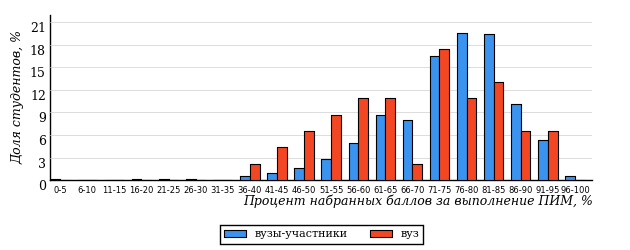 Доля студентов, %
21
18
15
12
9
6
3
0
0-5 6-10 11-15 16-20 21-25 26-30 31-35 36-40 41-45 46-50 51-55 56-60 61-65 66-70 71-75 76-80 81-85 86-90 91-95 96-100
Процент набранных баллов за выполнение ПИМ, %
вузы-участники вуз